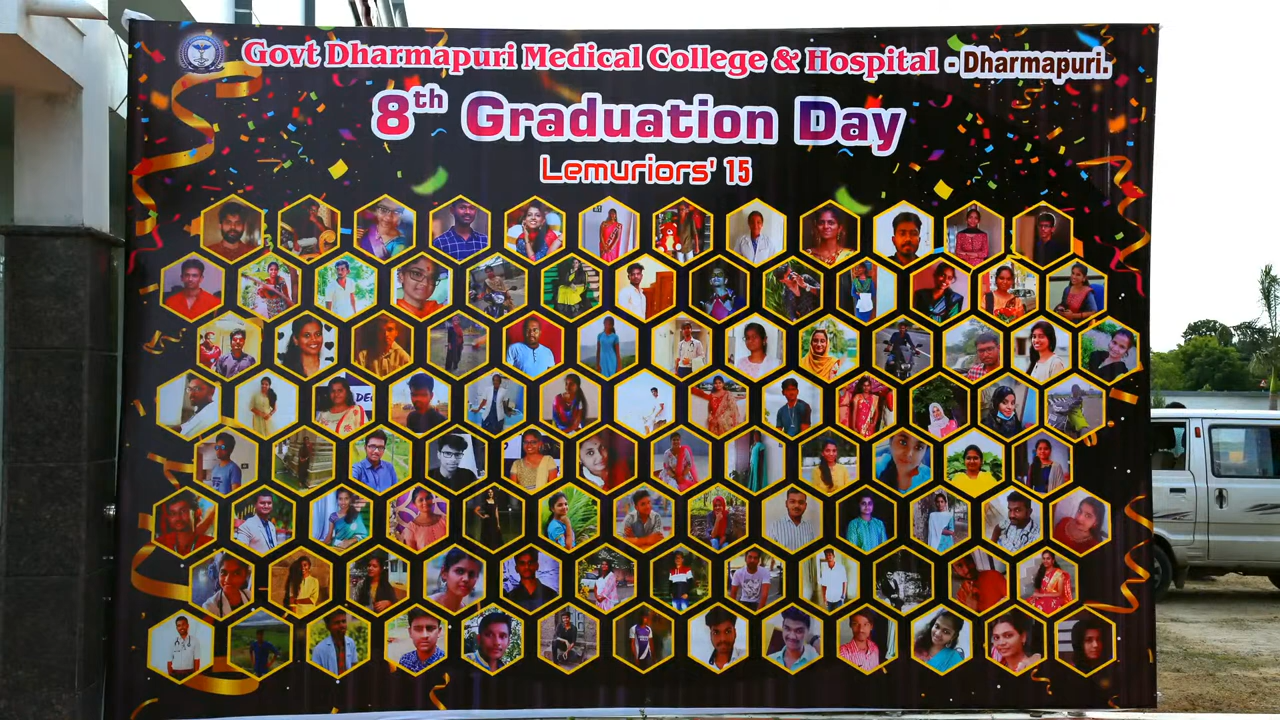 Govt Dharmapuri Medical College & Hospital - Dharmapuri.
8th Graduation Day
Lemuriors' 15